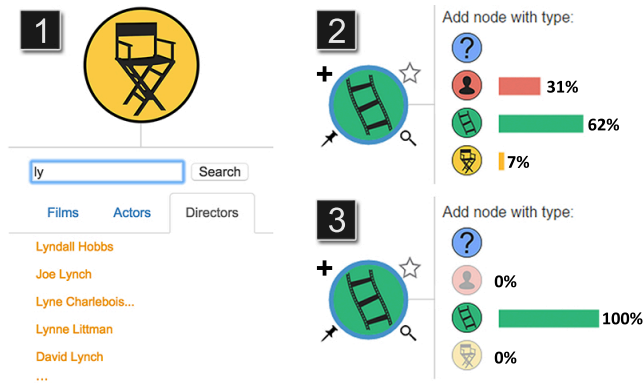 1
ly
Search
Films
Actors
Directors
Lyndall Hobbs
Joe Lynch
Lyne Charlebois...
Lynne Littman
David Lynch
...
2
Add node with type:
?
31%
62%
7%
3
Add node with type:
?
0%
100%
0%